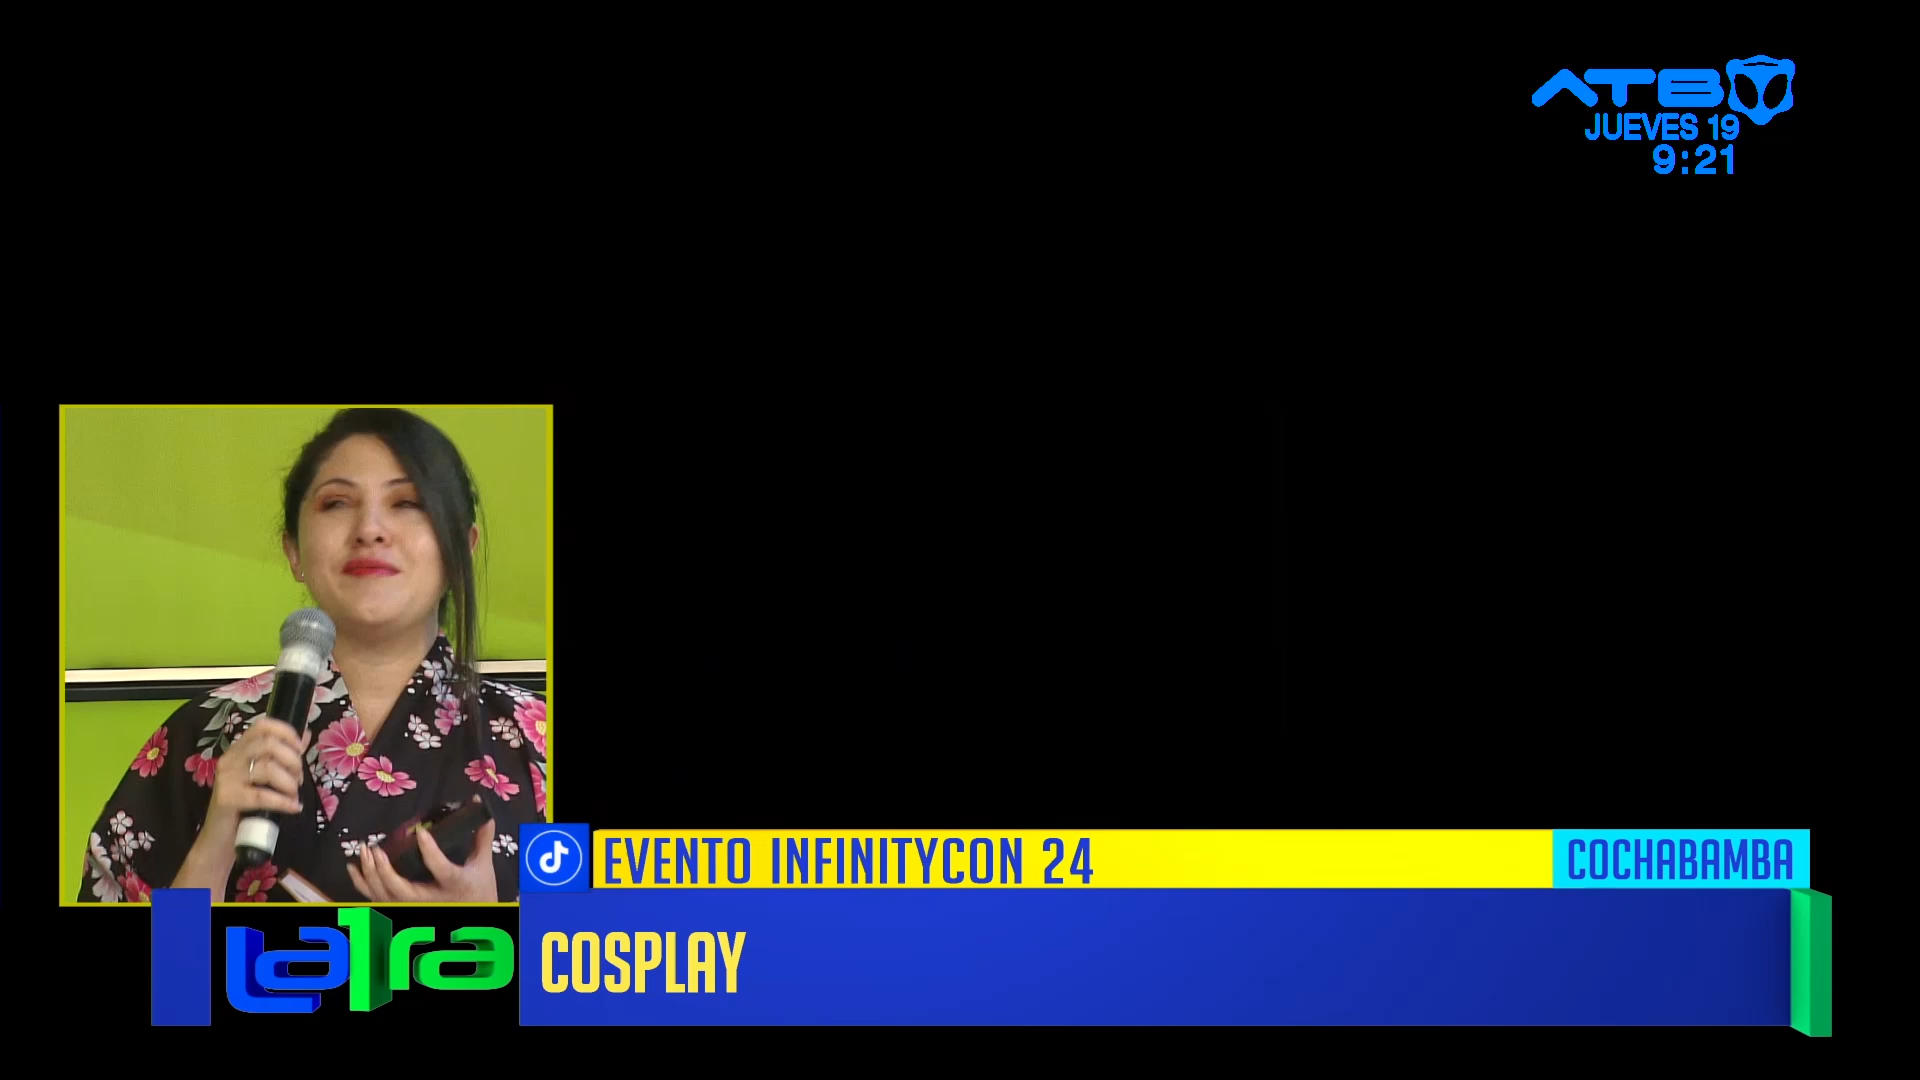 ATB
JUEVES 19
9:21
EVENTO INFINITYCON 24
COCHABAMBA
La1ra
COSPLAY